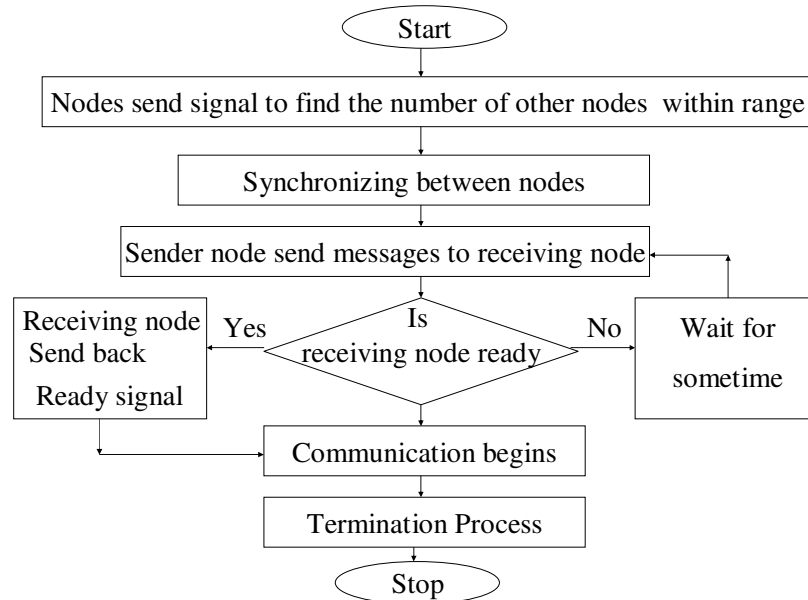 Start
Nodes send signal to find the number of other nodes within range
Synchronizing between nodes
Sender node send messages to receiving node
Is
receiving node ready
Yes
No
Receiving node
Send back
Ready signal
Wait for
sometime
Communication begins
Termination Process
Stop